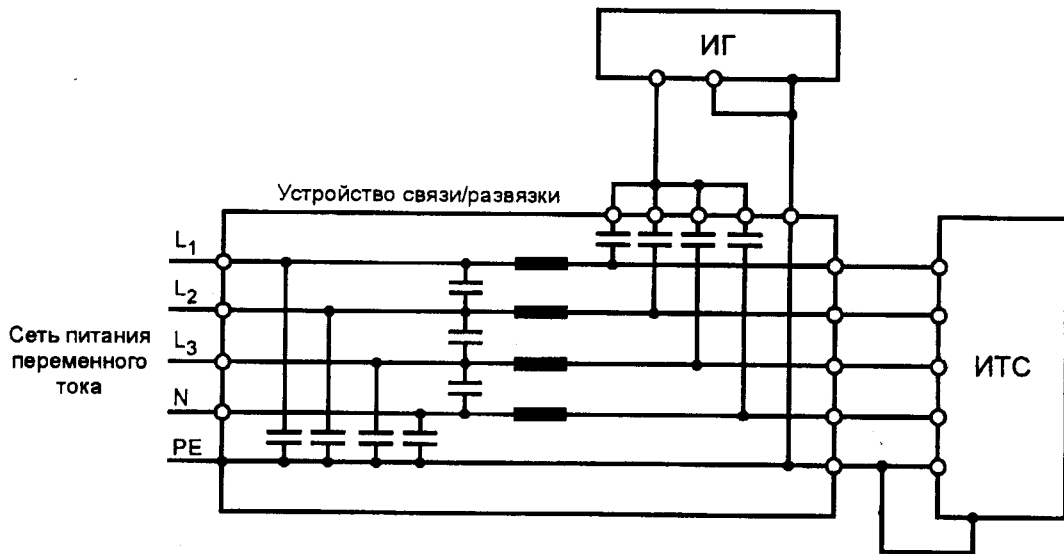 ИГ
Устройство связи/развязки
L1
L2
L3
N
PE
Сеть питания
переменного
тока
ИТС